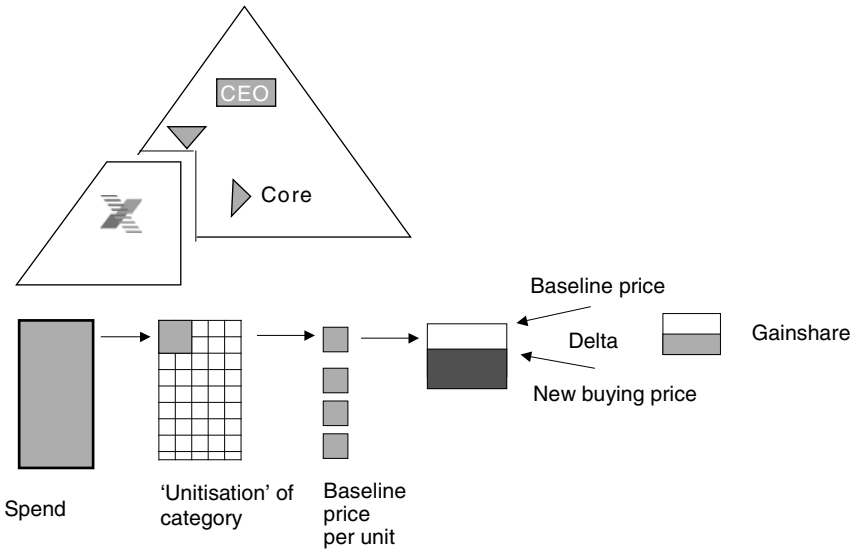 CEO
Core
Baseline price
Delta
Gainshare
New buying price
Spend
‘Unitisation’ of
category
Baseline
price
per unit